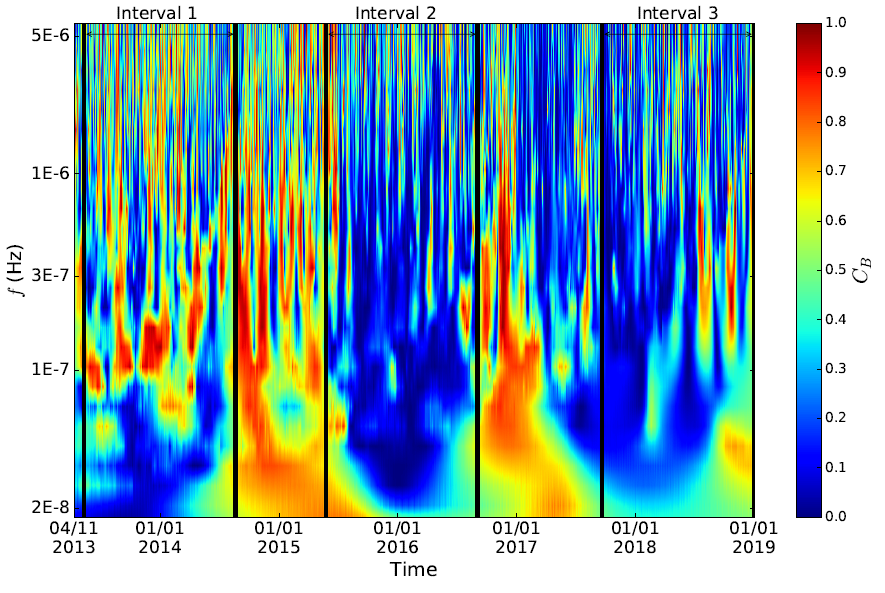 Interval 1 Interval 2 Interval 3
5E-6
1E-6
3E-7
1E-7
2E-8
f (Hz)
04/11 01/01 01/01 01/01 01/01 01/01 01/01
2013 2014 2015 2016 2017 2018 2019
Time
1.0
0.9
0.8
0.7
0.6
0.5
0.4
0.3
0.2
0.1
0.0
C_B